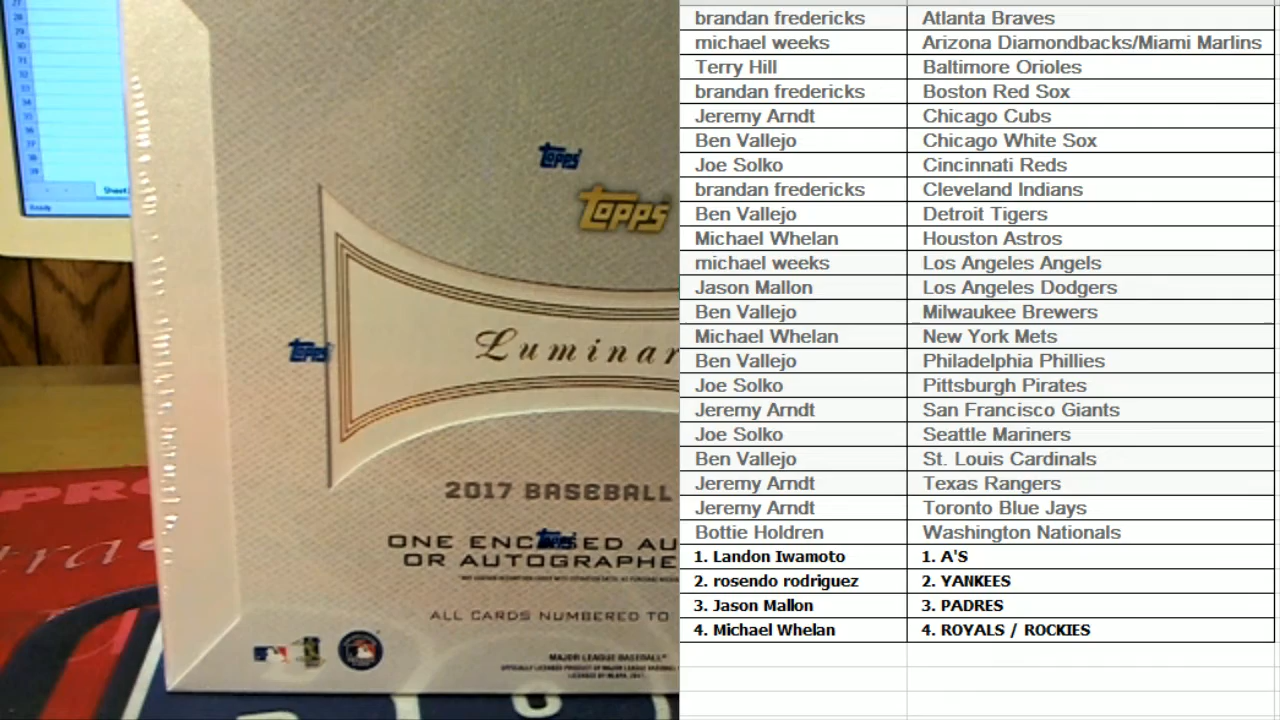 Topps
topps
Topps
Luminar
2017 BASEBALL
ONE ENC SED AU
OR AUTOGRAPHE
ALL CARDS NUMBERED TO
MAJOR LEAGUE BASEBALL
brandan fredericks Atlanta Braves
michael weeks Arizona Diamondbacks/Miami Marlins
Terry Hill Baltimore Orioles
brandan fredericks Boston Red Sox
Jeremy Arndt Chicago Cubs
Ben Vallejo Chicago White Sox
Joe Solko Cincinnati Reds
brandan fredericks Cleveland Indians
Ben Vallejo Detroit Tigers
Michael Whelan Houston Astros
michael weeks Los Angeles Angels
Jason Mallon Los Angeles Dodgers
Ben Vallejo Milwaukee Brewers
Michael Whelan New York Mets
Ben Vallejo Philadelphia Phillies
Joe Solko Pittsburgh Pirates
Jeremy Arndt San Francisco Giants
Joe Solko Seattle Mariners
Ben Vallejo St. Louis Cardinals
Jeremy Arndt Texas Rangers
Jeremy Arndt Toronto Blue Jays
Bottie Holdren Washington Nationals
1. Landon Iwamoto 1. A'S
2. rosendo rodriguez 2. YANKEES
3. Jason Mallon 3. PADRES
4. Michael Whelan 4. ROYALS / ROCKIES